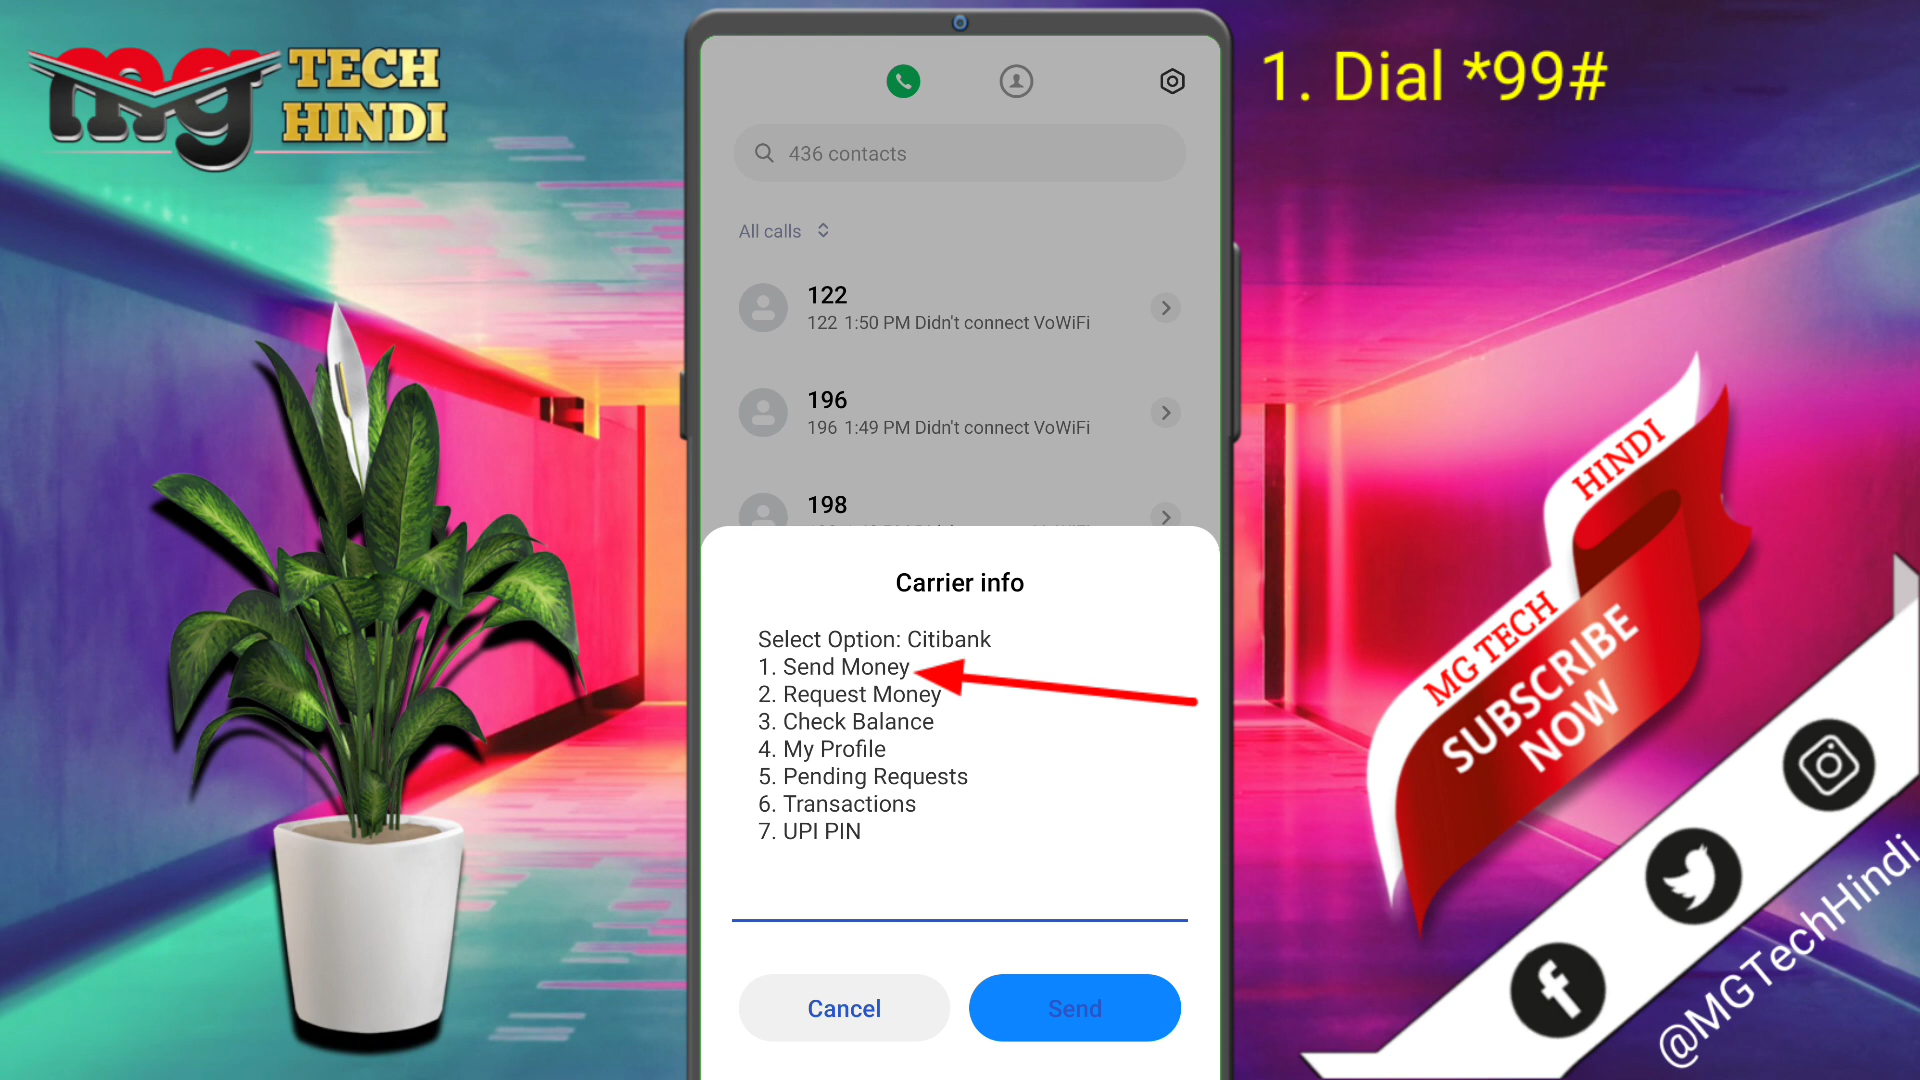 mg TECH
HINDI
1. Dial *99#
436 contacts
All calls
122
122 1:50 PM Didn't connect VoWiFi
196
196 1:49 PM Didn't connect VoWiFi
198
Carrier info
Select Option: Citibank
1. Send Money
2. Request Money
3. Check Balance
4. My Profile
5. Pending Requests
6. Transactions
7. UPI PIN
Cancel
Send
MG TECH HINDI
SUBSCRIBE
NOW
@MGTechHindi